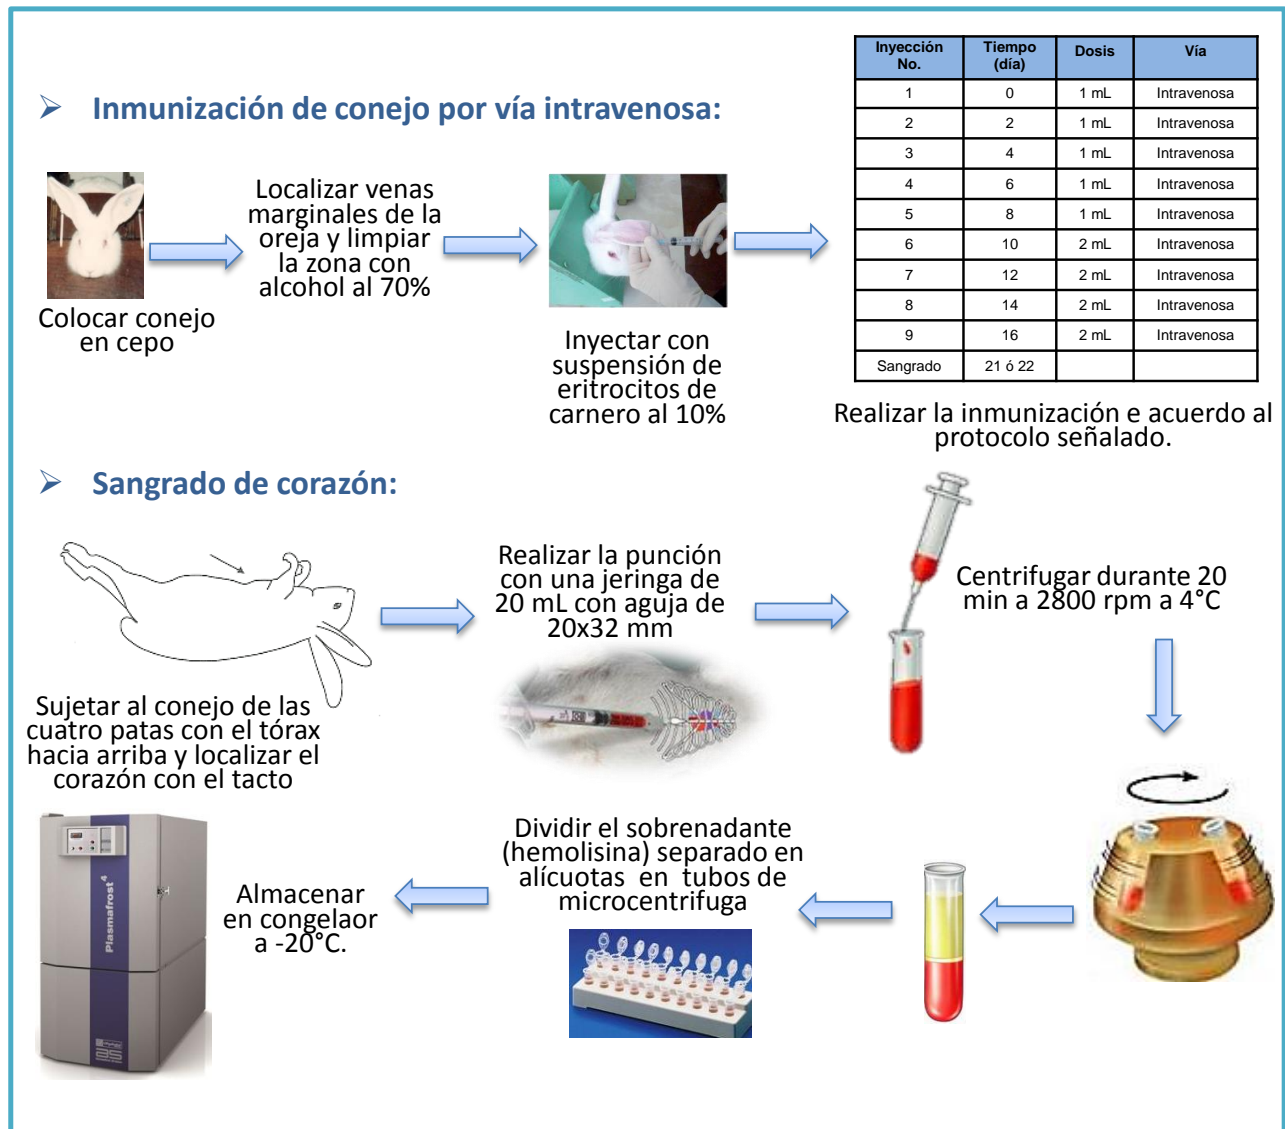 ➢ Inmunización de conejo por vía intravenosa:
Colocar conejo
en cepo
Localizar venas
marginales de la
oreja y limpiar
la zona con
alcohol al 70%
Inyectar con
suspensión de
eritrocitos de
carnero al 10%
Inyección No. Tiempo (día) Dosis Vía
1 0 1 mL Intravenosa
2 2 1 mL Intravenosa
3 4 1 mL Intravenosa
4 6 1 mL Intravenosa
5 8 1 mL Intravenosa
6 10 2 mL Intravenosa
7 12 2 mL Intravenosa
8 14 2 mL Intravenosa
9 16 2 mL Intravenosa
Sangrado 21 ó 22
Realizar la inmunización e acuerdo al
protocolo señalado.
➢ Sangrado de corazón:
Sujetar al conejo de las
cuatro patas con el tórax
hacia arriba y localizar el
corazón con el tacto
Realizar la punción
con una jeringa de
20 mL con aguja de
20x32 mm
Centrifugar durante 20
min a 2800 rpm a 4°C
Dividir el sobrenadante
(hemolisina) separado en
alícuotas en tubos de
microcentrifuga
Almacenar
en congelaor
a -20°C.
Plasmafrost4